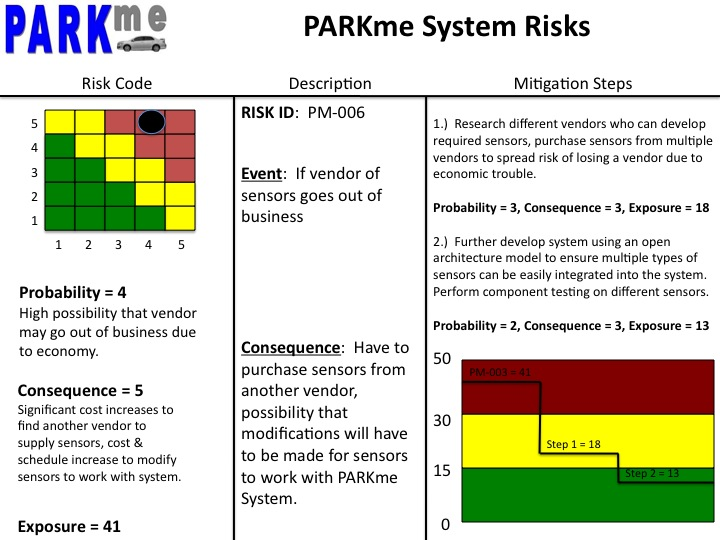 PARKme
PARKme System Risks
Risk Code
Description
Mitigation Steps
5
4
3
2
1
1 2 3 4 5
Probability = 4
High possibility that vendor
may go out of business due
to economy.
Consequence = 5
Significant cost increases to
find another vendor to
supply sensors, cost &
schedule increase to modify
sensors to work with system.
Exposure = 41
RISK ID: PM-006
Event: If vendor of
sensors goes out of
business
Consequence: Have to
purchase sensors from
another vendor,
possibility that
modifications will have
to be made for sensors
to work with PARKme
System.
1.) Research different vendors who can develop
required sensors, purchase sensors from multiple
vendors to spread risk of losing a vendor due to
economic trouble.
Probability = 3, Consequence = 3, Exposure = 18
2.) Further develop system using an open
architecture model to ensure multiple types of
sensors can be easily integrated into the system.
Perform component testing on different sensors.
Probability = 2, Consequence = 3, Exposure = 13
50
PM-003 = 41
30
Step 1 = 18
15
Step 2 = 13
0